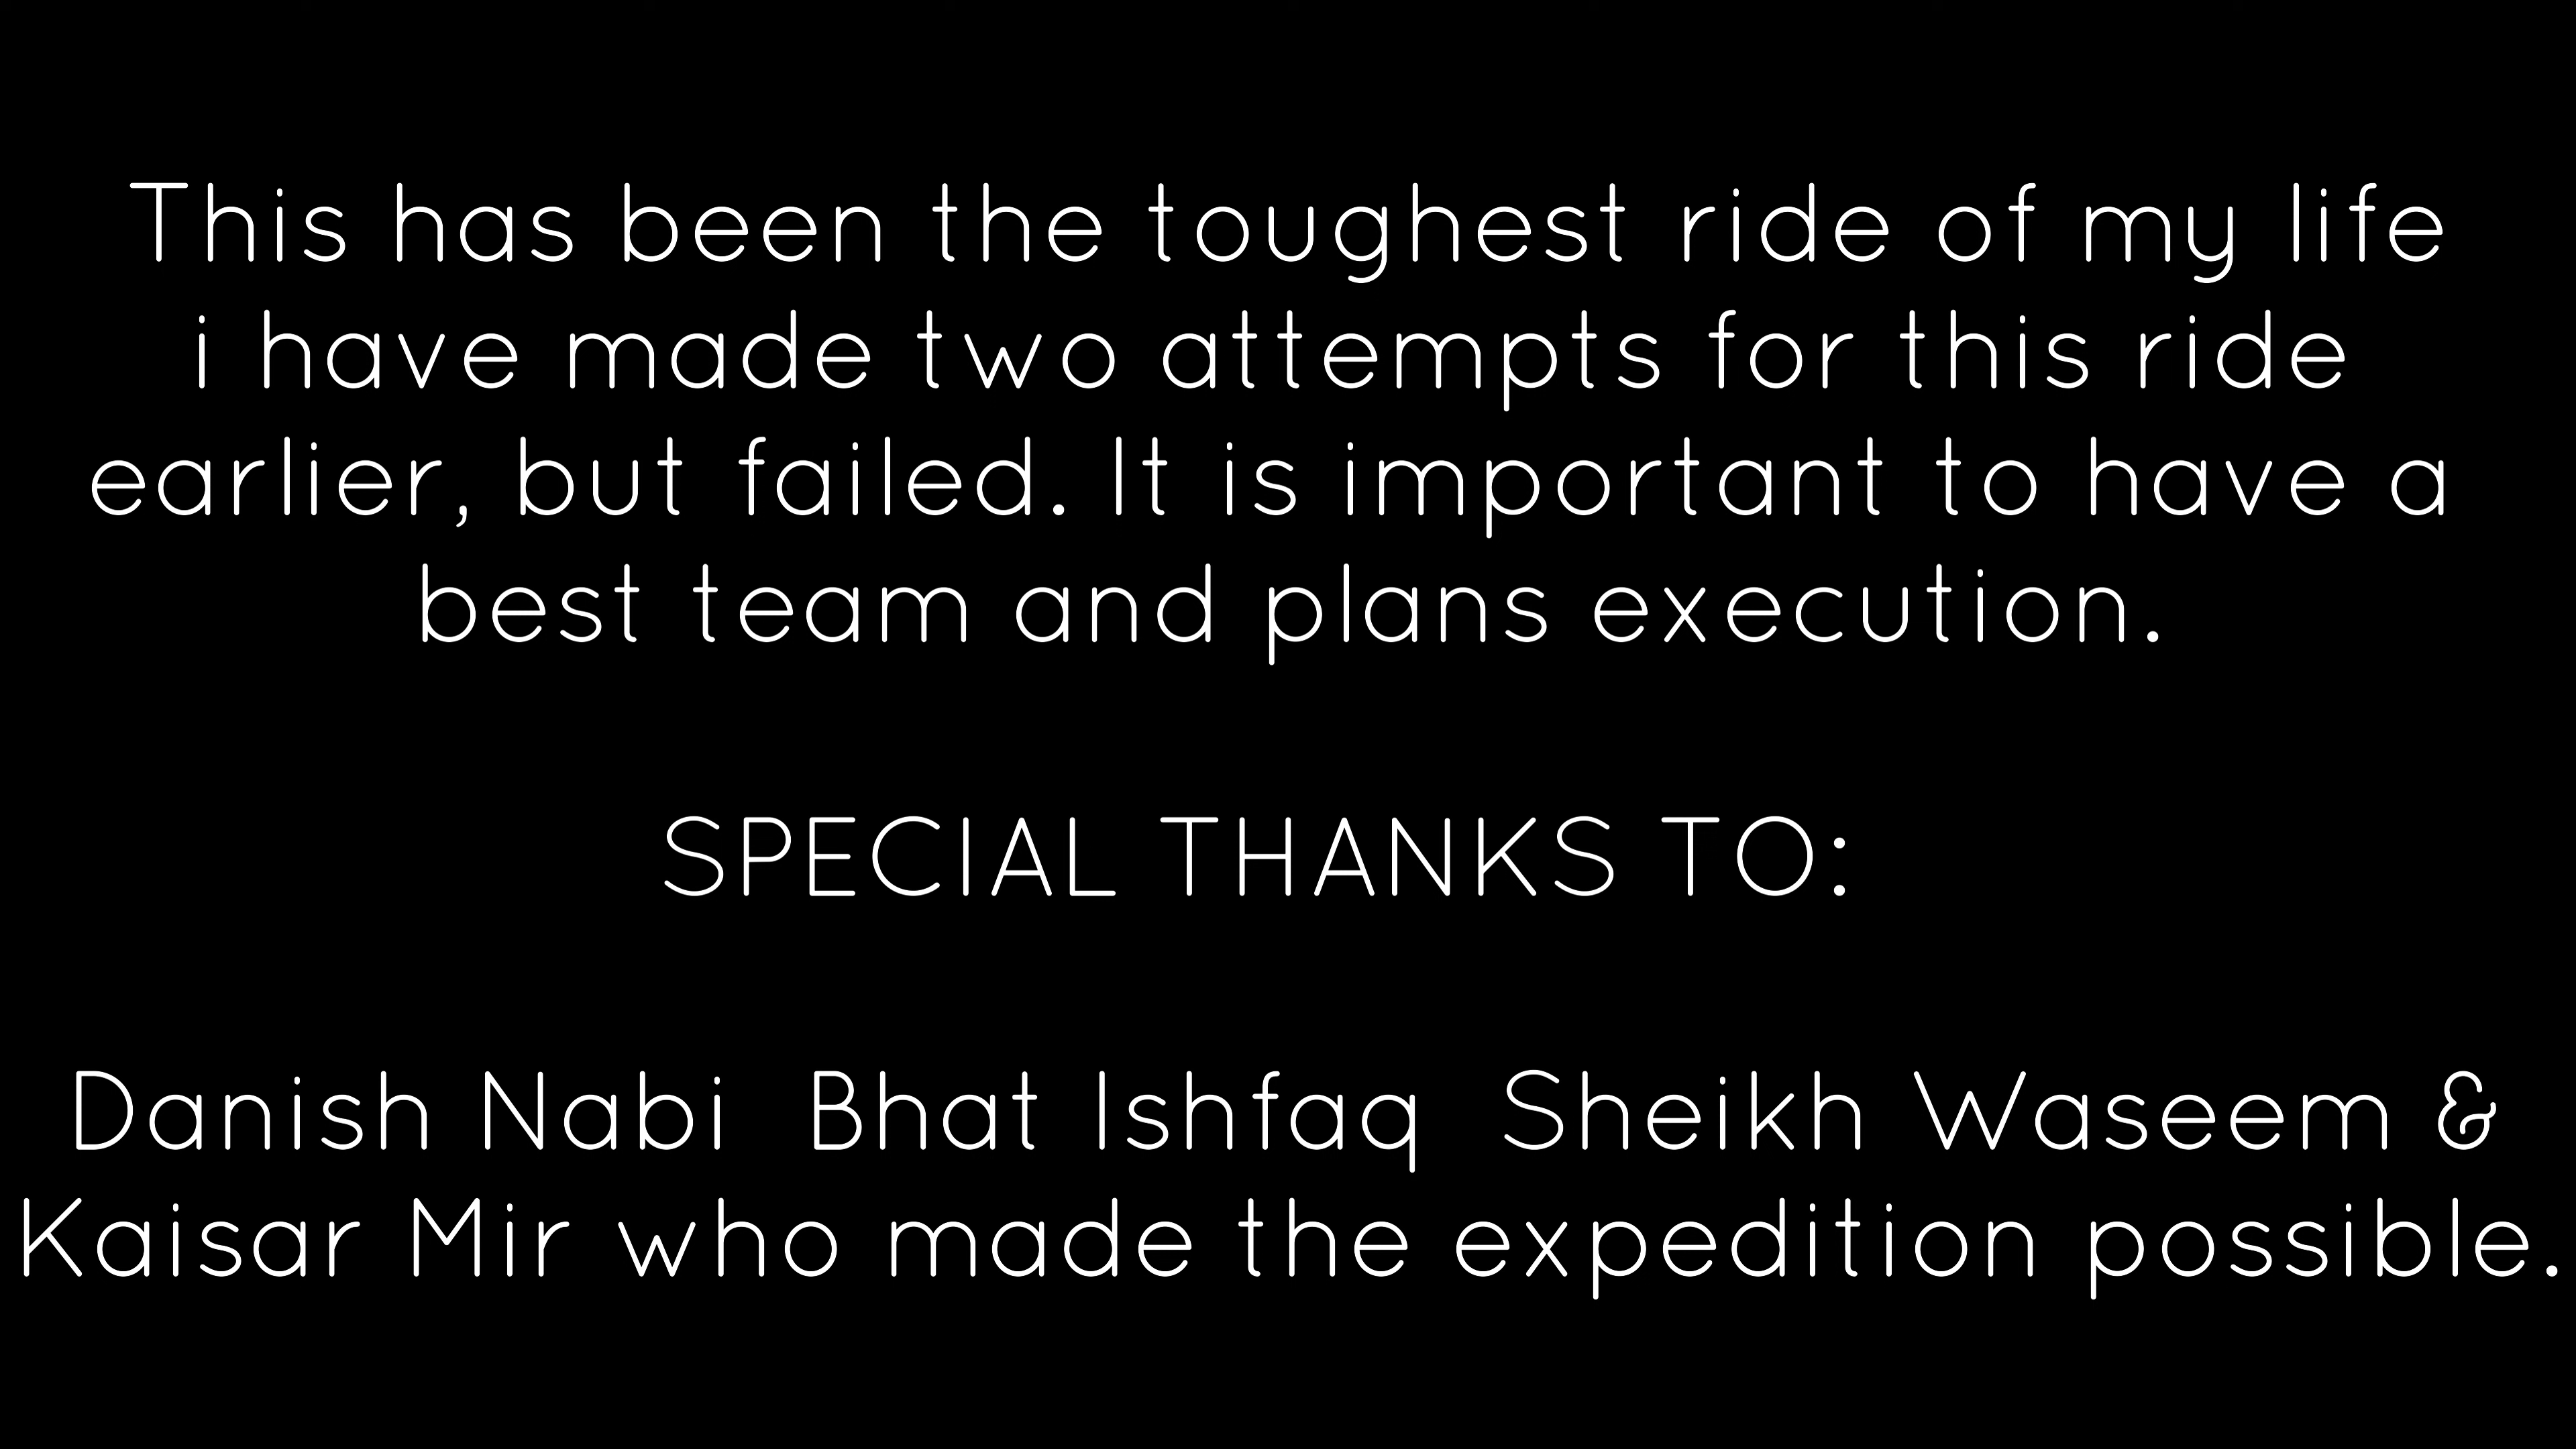 This has been the toughest ride of my life
i have made two attempts for this ride
earlier, but failed. It is important to have a
best team and plans execution.
SPECIAL THANKS TO:
Danish Nabi  Bhat Ishfaq  Sheikh Waseem &
Kaisar Mir who made the expedition possible.